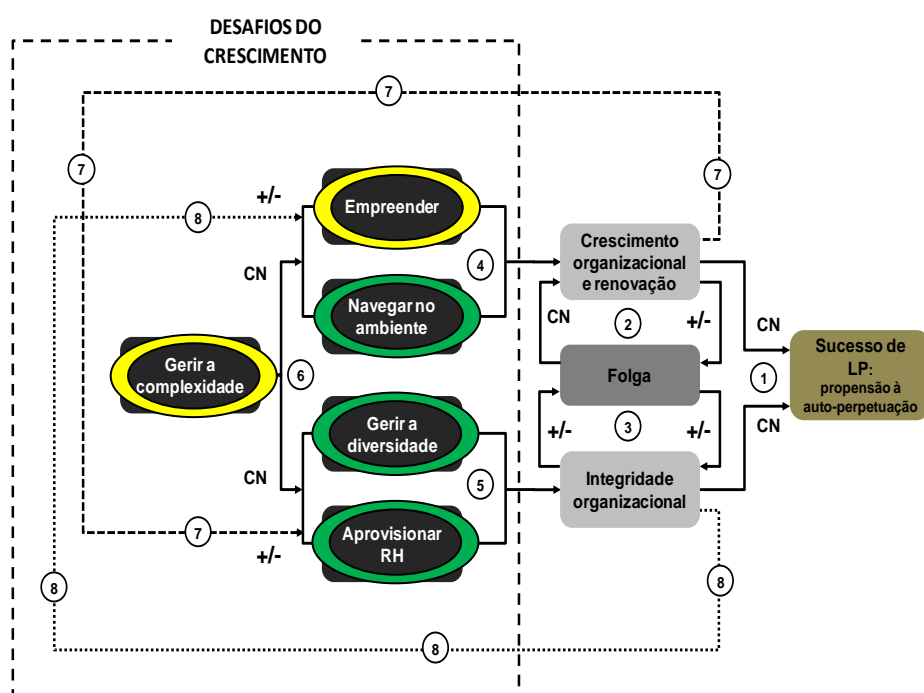 DESAFIOS DO
CRESCIMENTO
7
7
7
8
+/-
Empreender
CN
4
Crescimento
organizacional
e renovação
Navegar no
ambiente
CN
2
+/-
CN
Gerir a
complexidade
6
Folga
1
Sucesso de
LP:
propensão à
auto-perpetuação
Gerir a
diversidade
+/-
3
+/-
CN
CN
5
Integridade
organizacional
7
+/-
Aprovisionar
RH
8
8
8